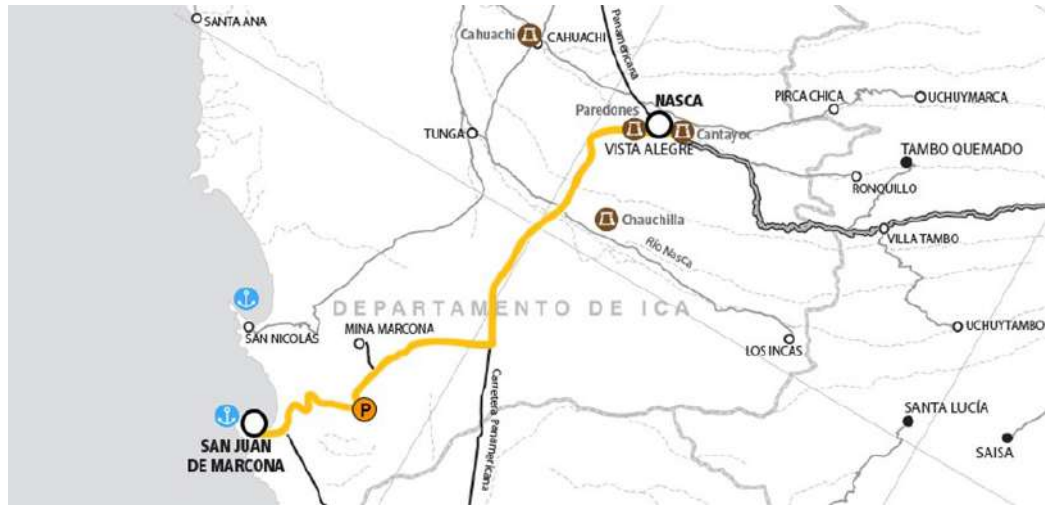 SANTA ANA
Cahuachi
CAHUACHI
Panamericana
NASCA
Paredones
Cantayoc
VISTA ALEGRE
PIRCA CHICA
UCHUYMARCA
TUNGA
TAMBO QUEMADO
RONQUILLO
Chauchilla
Río Nasca
VILLA TAMBO
DEPARTAMENTO DE ICA
SAN NICOLÁS
MINA MARCONA
LOS INCAS
UCHUYTAMBO
Carretera Panamericana
P
SAN JUAN
DE MARCONA
SANTA LUCÍA
SAISA